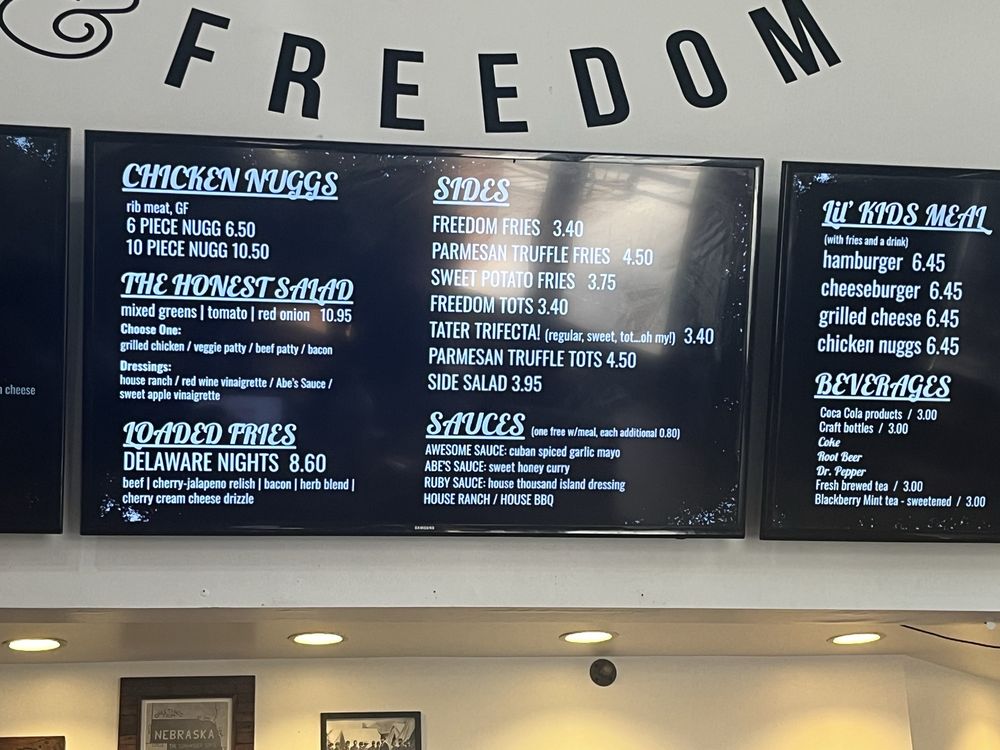 & FREEDOM
cheese
CHICKEN NUGGS
rib meat, GF
6 PIECE NUGG 6.50
10 PIECE NUGG 10.50
THE HONEST SALAD
mixed greens | tomato | red onion 10.95
Choose One:
grilled chicken / veggie patty / beef patty / bacon
Dressings:
house ranch / red wine vinaigrette / Abe's Sauce /
sweet apple vinaigrette
LOADED FRIES
DELAWARE NIGHTS 8.60
beef | cherry-jalapeno relish | bacon | herb blend |
cherry cream cheese drizzle
SIDES
FREEDOM FRIES 3.40
PARMESAN TRUFFLE FRIES 4.50
SWEET POTATO FRIES 3.75
FREEDOM TOTS 3.40
TATER TRIFECTA! (regular, sweet, tot...oh my!) 3.40
PARMESAN TRUFFLE TOTS 4.50
SIDE SALAD 3.95
SAUCES (one free w/meal, each additional 0.80)
AWESOME SAUCE: cuban spiced garlic mayo
ABE'S SAUCE: sweet honey curry
RUBY SAUCE: house thousand island dressing
HOUSE RANCH / HOUSE BBQ
SAMSUNG
Lil' KIDS MEAL
(with fries and a drink)
hamburger 6.45
cheeseburger 6.45
grilled cheese 6.45
chicken nuggs 6.45
BEVERAGES
Coca Cola products / 3.00
Craft bottles / 3.00
Coke
Root Beer
Dr. Pepper
Fresh brewed tea / 3.00
Blackberry Mint tea - sweetened / 3.00
NEBRASKA